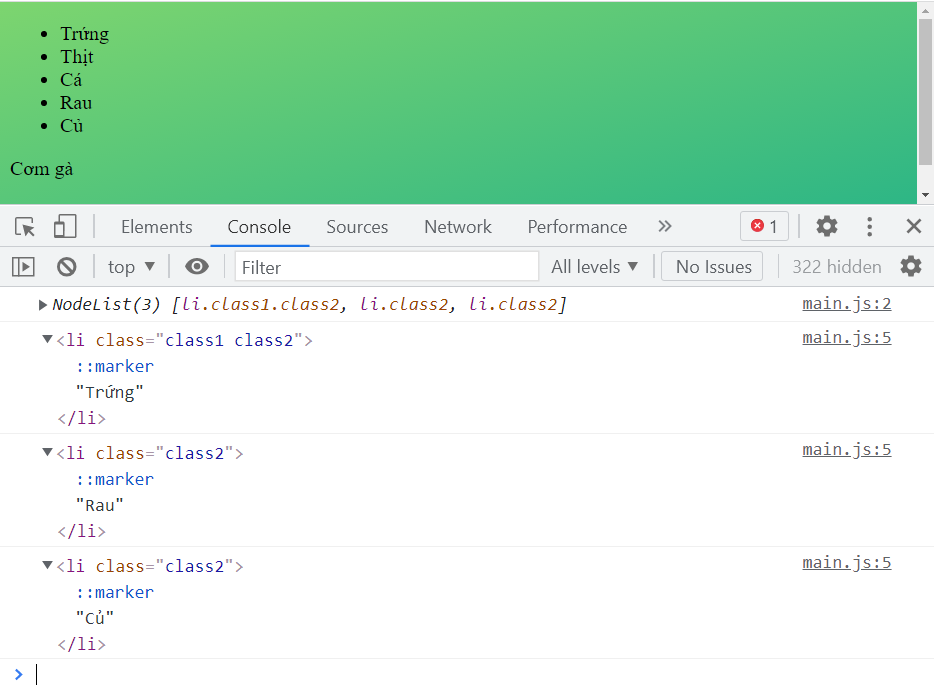 Trứng
Thịt
Cá
Rau
Củ
Cơm gà
Elements Console Sources Network Performance » 1
top ▼ Filter All levels ▼ No Issues 322 hidden
▶ NodeList(3) [li.class1.class2, li.class2, li.class2] main.js:2
▼<li class="class1 class2"> main.js:5
::marker
"Trứng"
</li>
▼<li class="class2"> main.js:5
::marker
"Rau"
</li>
▼<li class="class2"> main.js:5
::marker
"Củ"
</li>
>